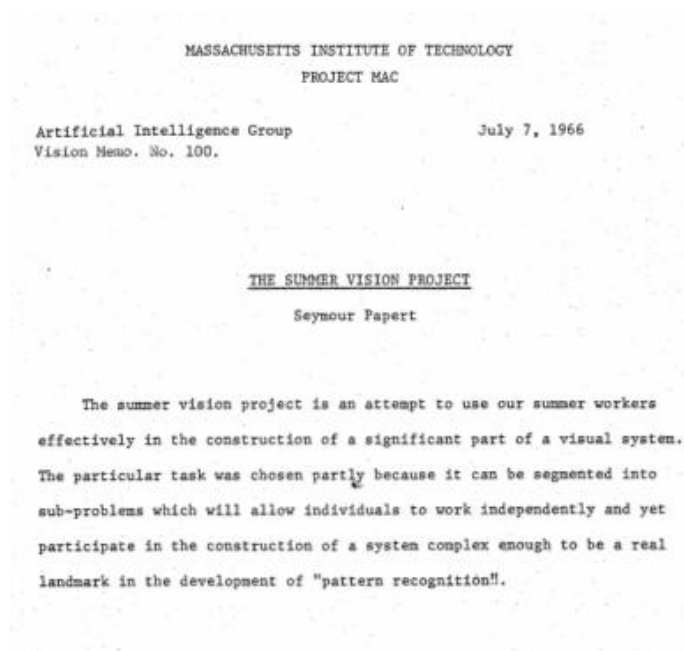 MASSACHUSETTS INSTITUTE OF TECHNOLOGY
PROJECT MAC
Artificial Intelligence Group July 7, 1966
Vision Memo. No. 100.
THE SUMMER VISION PROJECT
Seymour Papert
The summer vision project is an attempt to use our summer workers
effectively in the construction of a significant part of a visual system.
The particular task was chosen partly because it can be segmented into
sub-problems which will allow individuals to work independently and yet
participate in the construction of a system complex enough to be a real
landmark in the development of "pattern recognition".